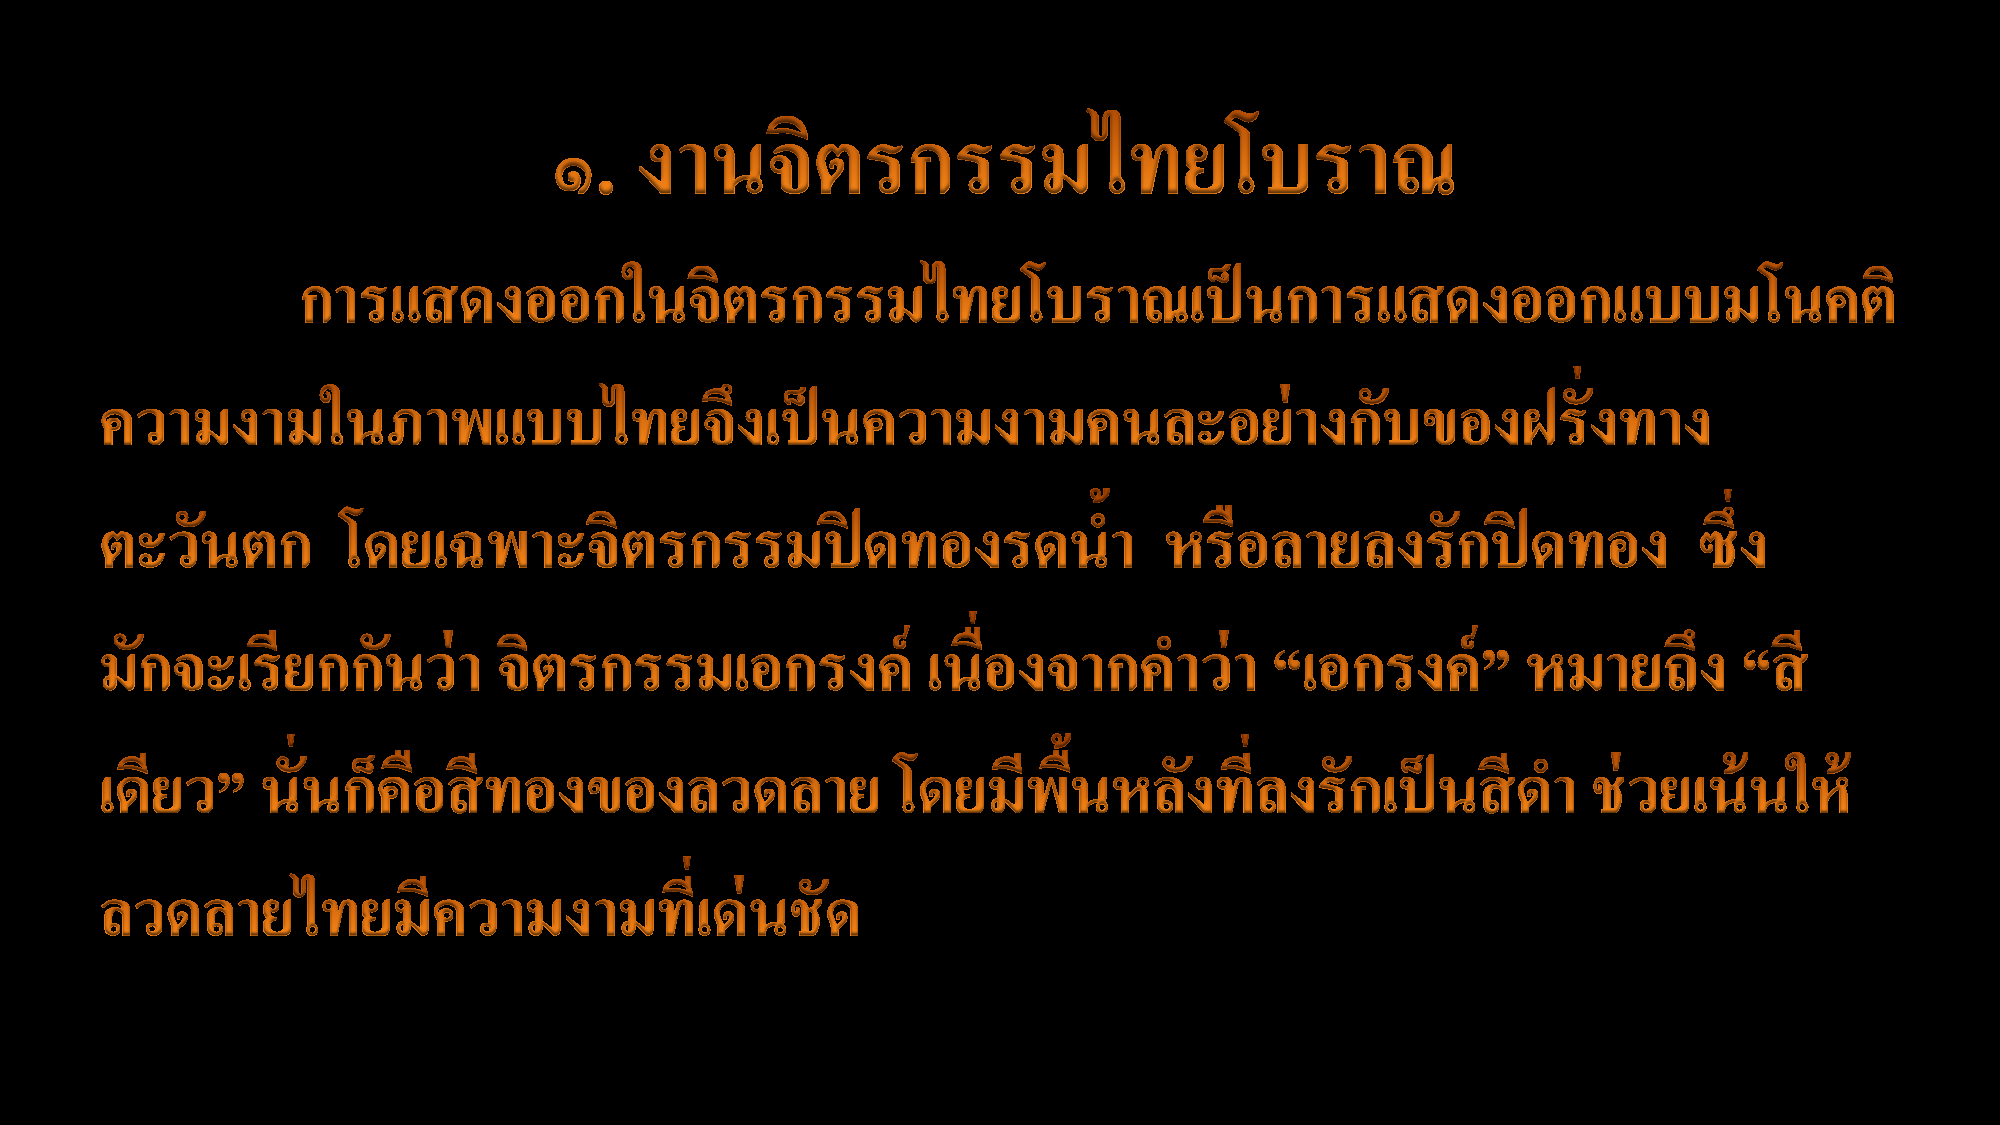 ๑. งานจิตรกรรมไทยโบราณ
การแสดงออกในจิตรกรรมไทยโบราณเป็นการแสดงออกแบบมโนคติ
ความงามในภาพแบบไทยจึงเป็นความงามคนละอย่างกับของฝรั่งทาง
ตะวันตก โดยเฉพาะจิตรกรรมปิดทองรดน้ำ หรือลายลงรักปิดทอง ซึ่ง
มักจะเรียกกันว่า จิตรกรรมเอกรงค์ เนื่องจากคำว่า “เอกรงค์” หมายถึง “สี
เดียว” นั่นก็คือสีทองของลวดลาย โดยมีพื้นหลังที่ลงรักเป็นสีดำ ช่วยเน้นให้
ลวดลายไทยมีความงามที่เด่นชัด